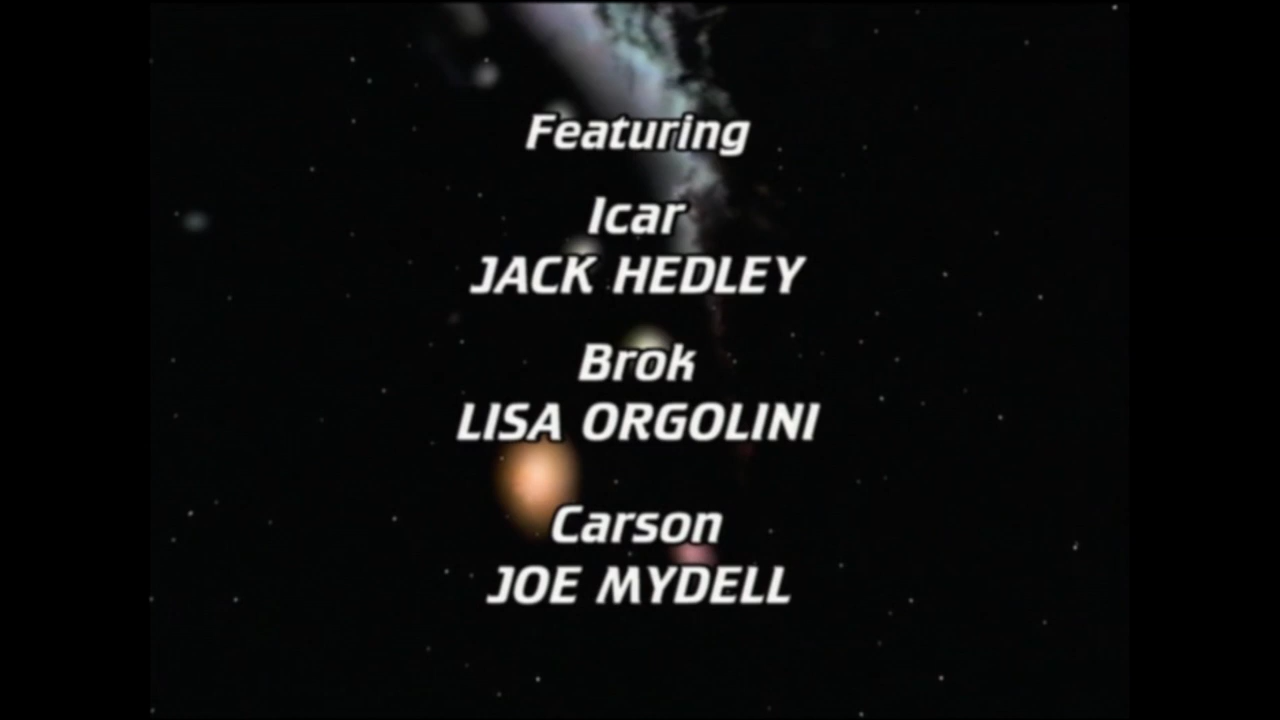 Featuring
Icar
JACK HEDLEY
Brok
LISA ORGOLINI
Carson
JOE MYDELL